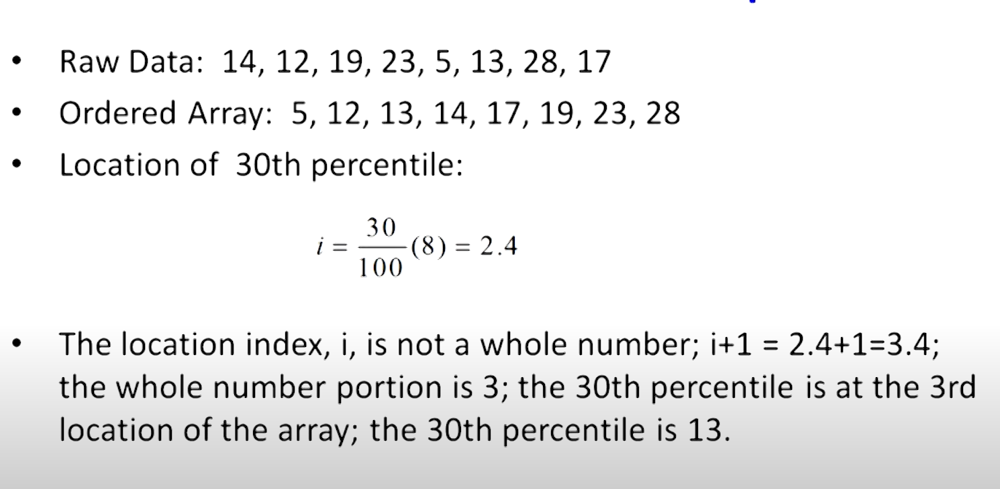 • Raw Data: 14, 12, 19, 23, 5, 13, 28, 17
• Ordered Array: 5, 12, 13, 14, 17, 19, 23, 28
• Location of 30th percentile:
i = 30/100 (8) = 2.4
• The location index, i, is not a whole number; i+1 = 2.4+1=3.4;
the whole number portion is 3; the 30th percentile is at the 3rd
location of the array; the 30th percentile is 13.